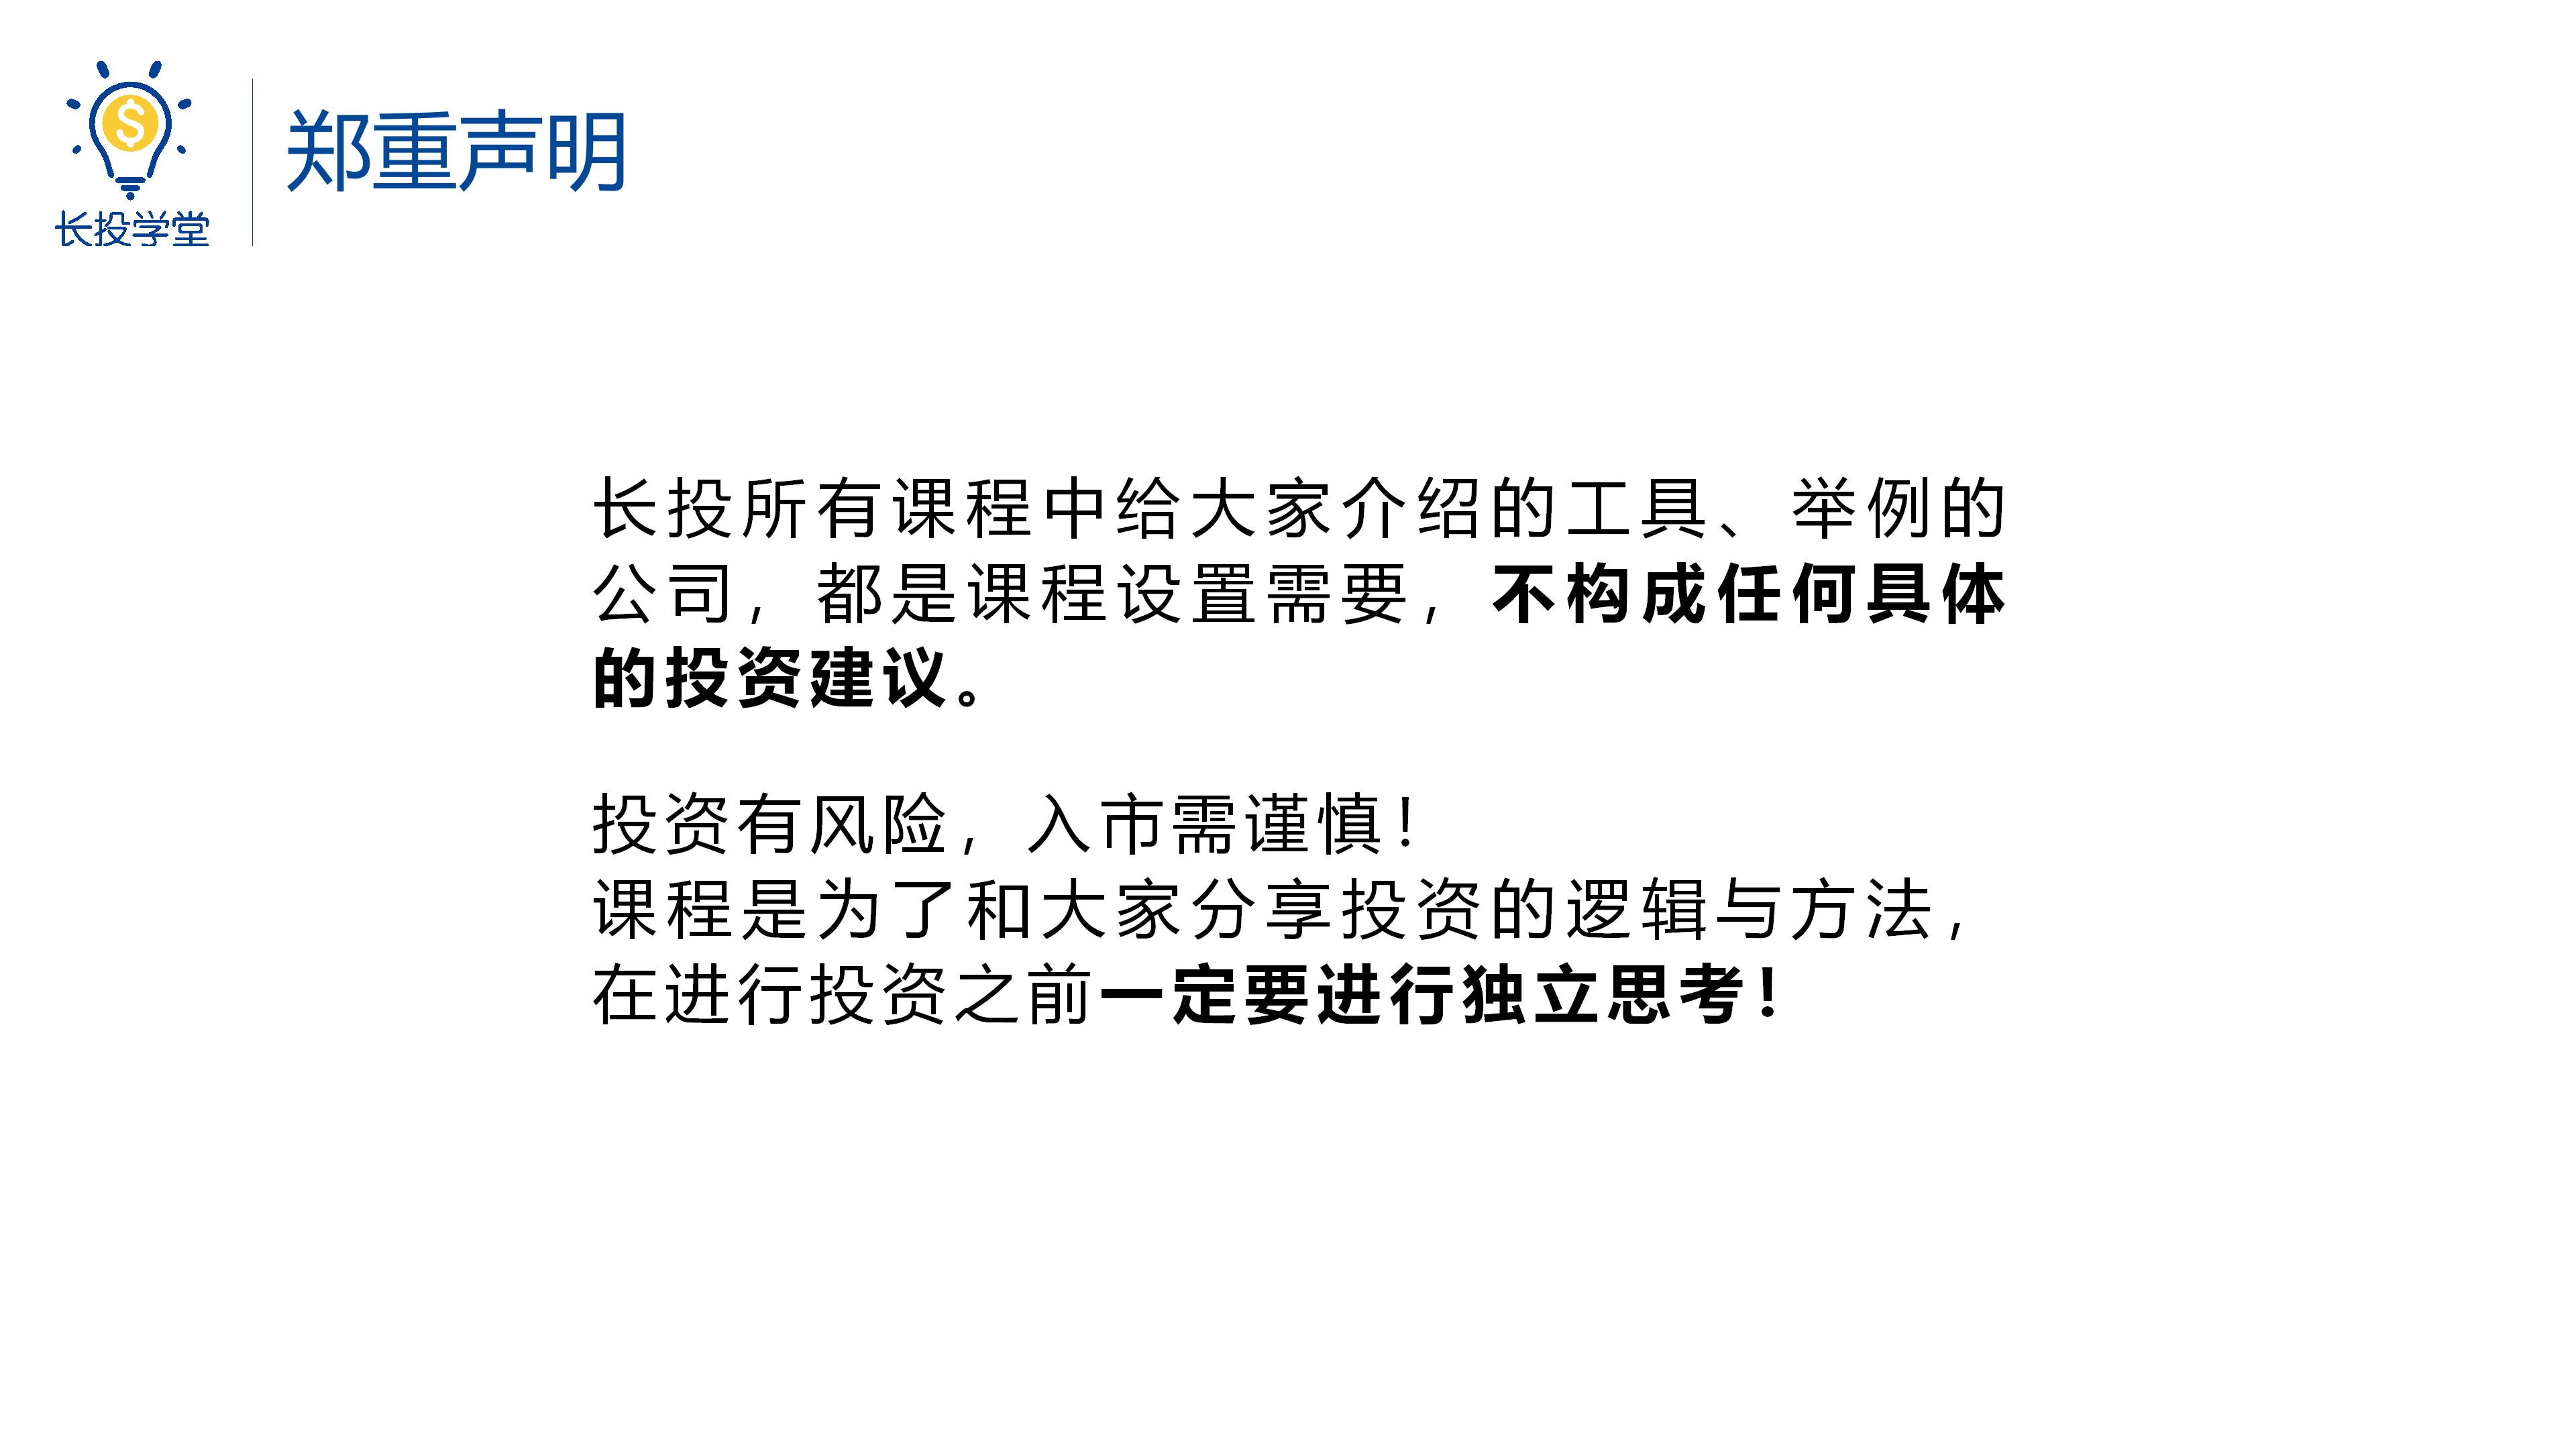 长投学堂
郑重声明
长投所有课程中给大家介绍的工具、举例的
公司，都是课程设置需要，不构成任何具体
的投资建议。
投资有风险，入市需谨慎！
课程是为了和大家分享投资的逻辑与方法，
在进行投资之前一定要进行独立思考！